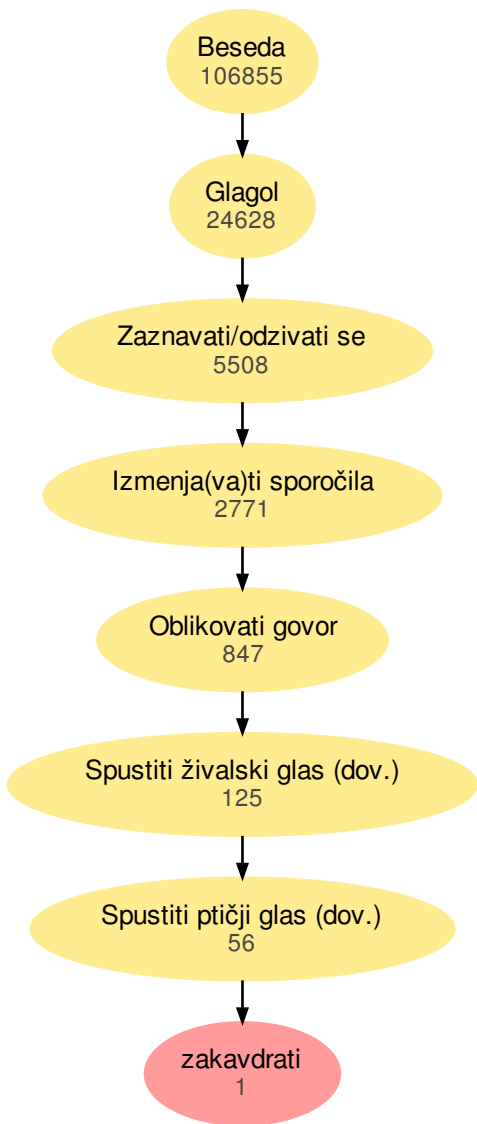 Beseda
106855
Glagol
24628
Zaznavati/odzivati se
5508
Izmenja(va)ti sporočila
2771
Oblikovati govor
847
Spustiti živalski glas (dov.)
125
Spustiti ptičji glas (dov.)
56
zakavdrati
1